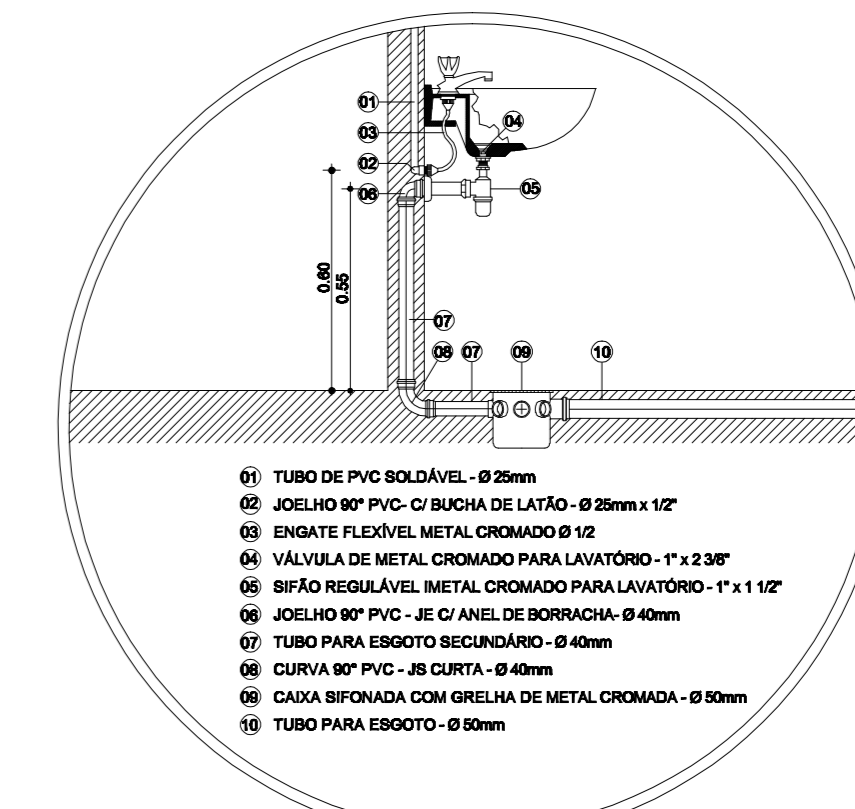 01
03
04
02
06
05
0.60
0.55
07
08 07 09 10
01 TUBO DE PVC SOLDÁVEL - Ø 25mm
02 JOELHO 90° PVC- C/ BUCHA DE LATÃO - Ø 25mm x 1/2"
03 ENGATE FLEXÍVEL METAL CROMADO Ø 1/2
04 VÁLVULA DE METAL CROMADO PARA LAVATÓRIO - 1" x 2 3/8"
05 SIFÃO REGULÁVEL IMETAL CROMADO PARA LAVATÓRIO - 1" x 1 1/2"
06 JOELHO 90° PVC - JE C/ ANEL DE BORRACHA- Ø 40mm
07 TUBO PARA ESGOTO SECUNDÁRIO - Ø 40mm
08 CURVA 90° PVC - JS CURTA - Ø 40mm
09 CAIXA SIFONADA COM GRELHA DE METAL CROMADA - Ø 50mm
10 TUBO PARA ESGOTO - Ø 50mm